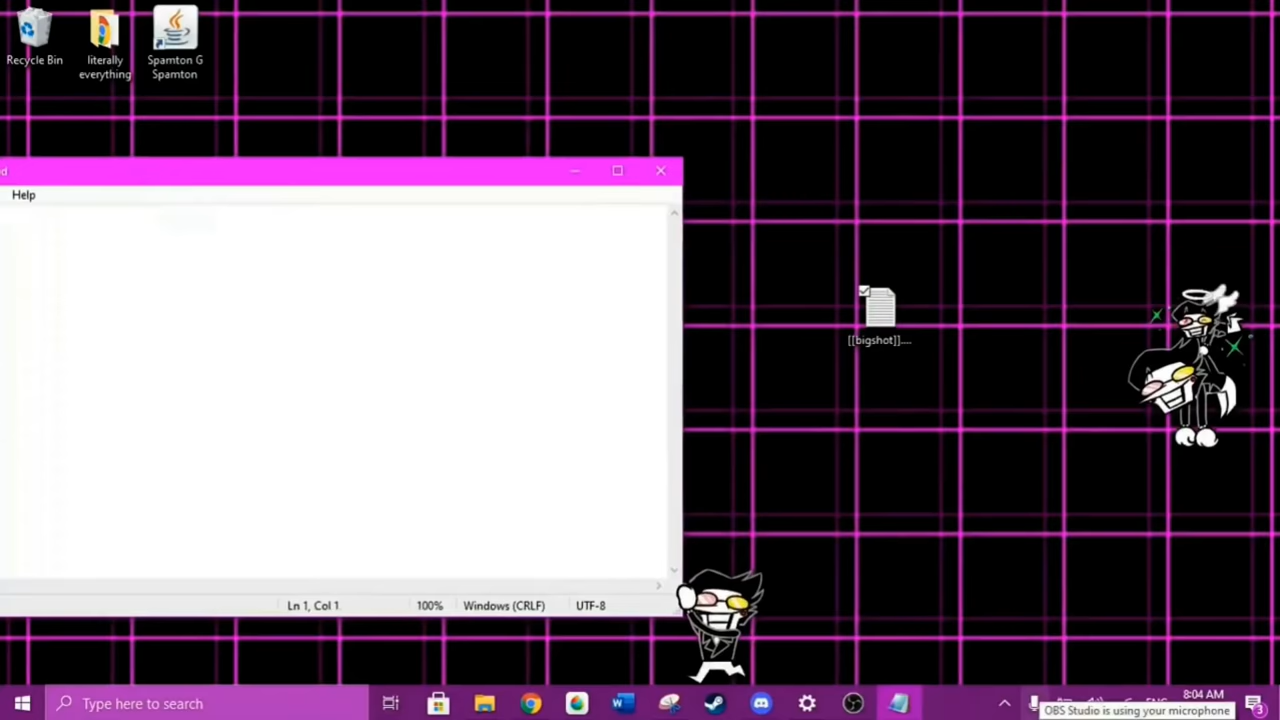 Recycle Bin
literally
everything
Spamton G
Spamton
d
Help
[[bigshot]]....
Ln 1, Col 1
100%
Windows (CRLF)
UTF-8
Type here to search
8:04 AM
OBS Studio is using your microphone
3